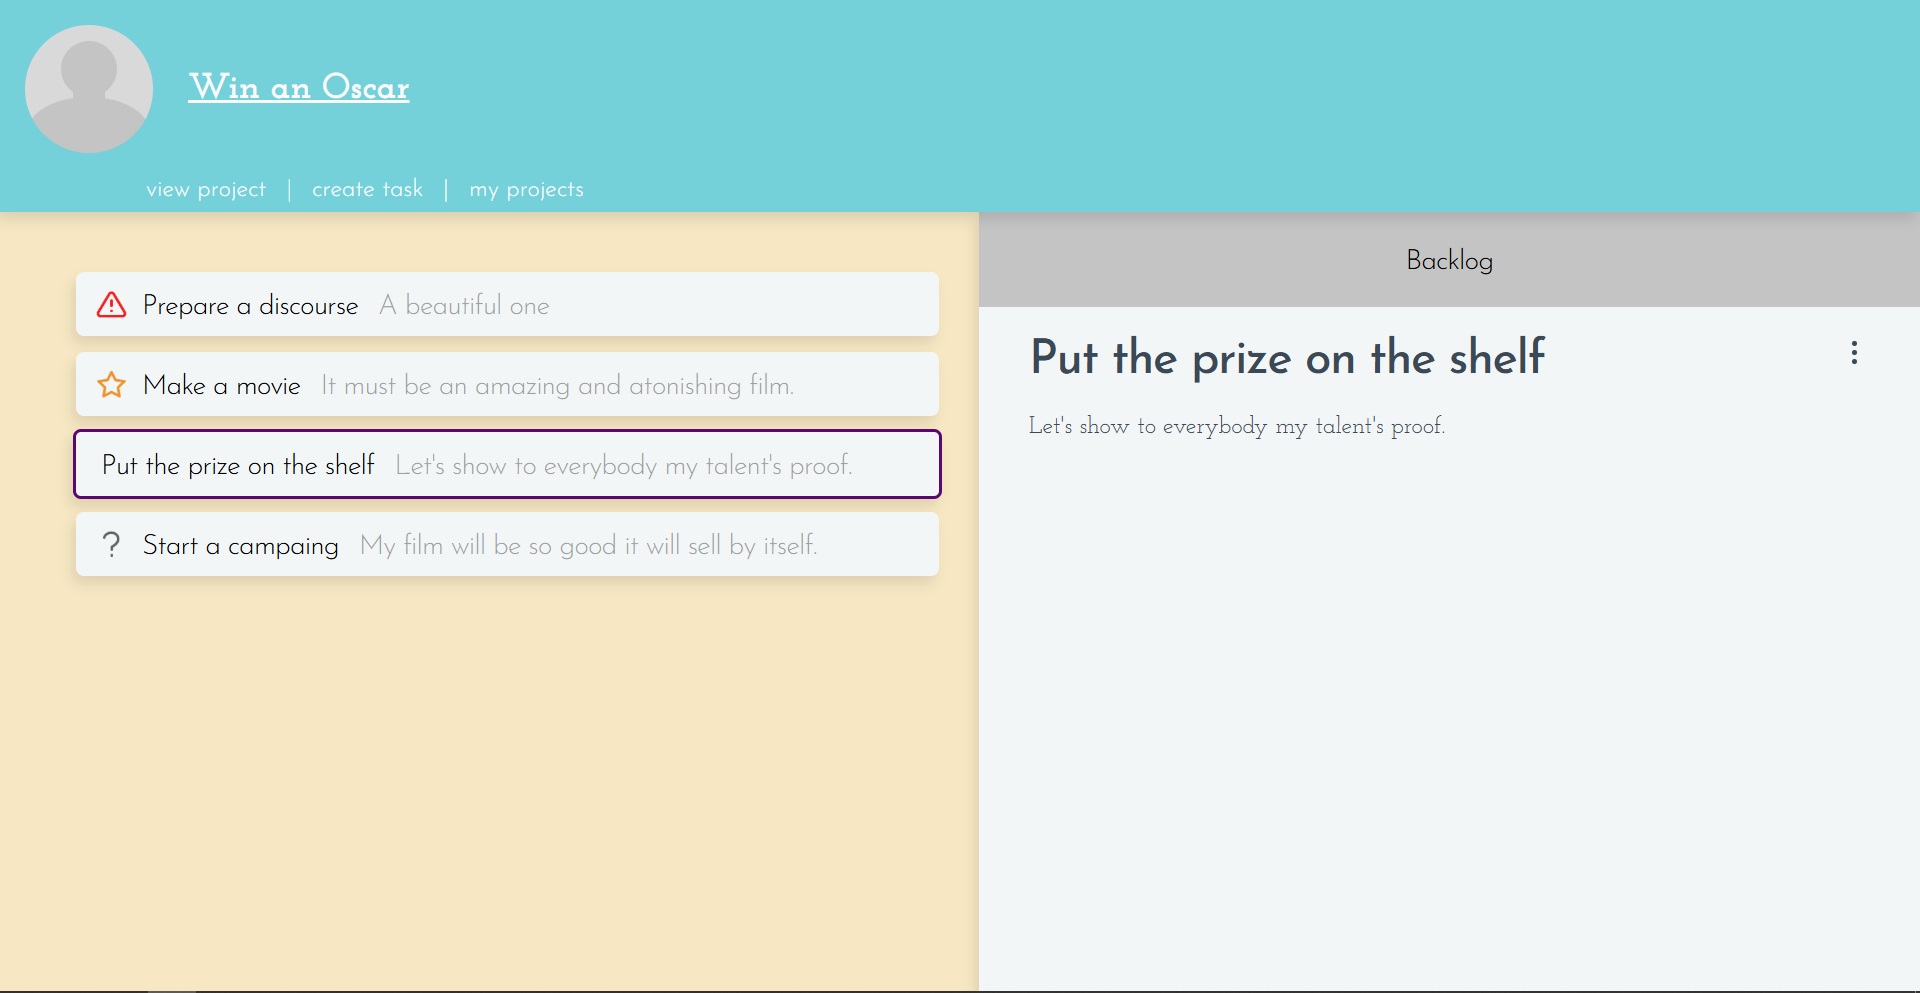 Win an Oscar
view project | create task | my projects
Prepare a discourse A beautiful one
Make a movie It must be an amazing and atonishing film.
Put the prize on the shelf Let's show to everybody my talent's proof.
? Start a campaing My film will be so good it will sell by itself.
Backlog
Put the prize on the shelf
Let's show to everybody my talent's proof.